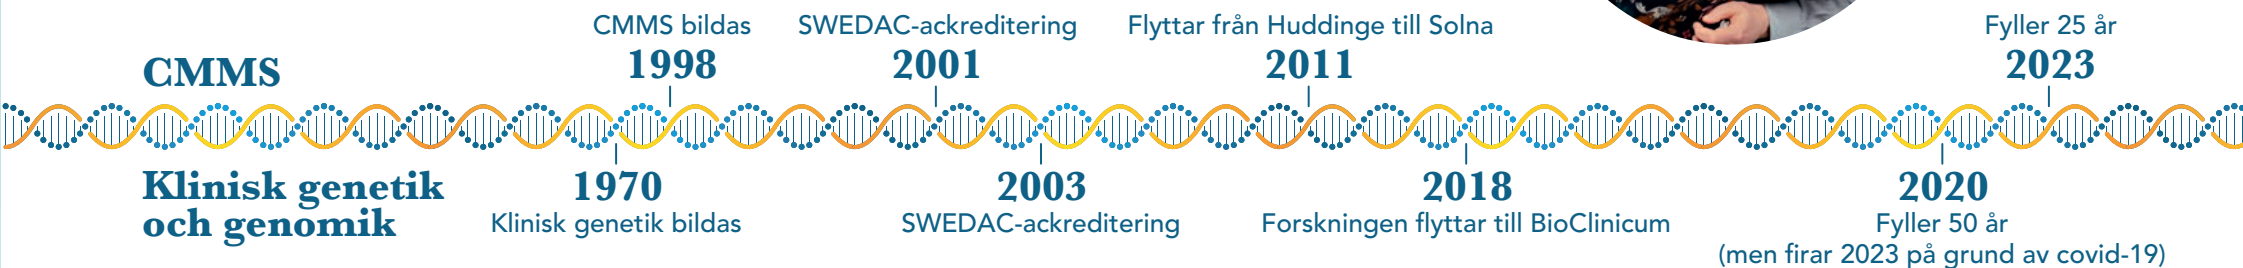 CMMS
CMMS bildas
1998
SWEDAC-ackreditering
2001
Flyttar från Huddinge till Solna
2011
Fyller 25 år
2023
Klinisk genetik
och genomik
1970
Klinisk genetik bildas
2003
SWEDAC-ackreditering
2018
Forskningen flyttar till BioClinicum
2020
Fyller 50 år
(men firar 2023 på grund av covid-19)